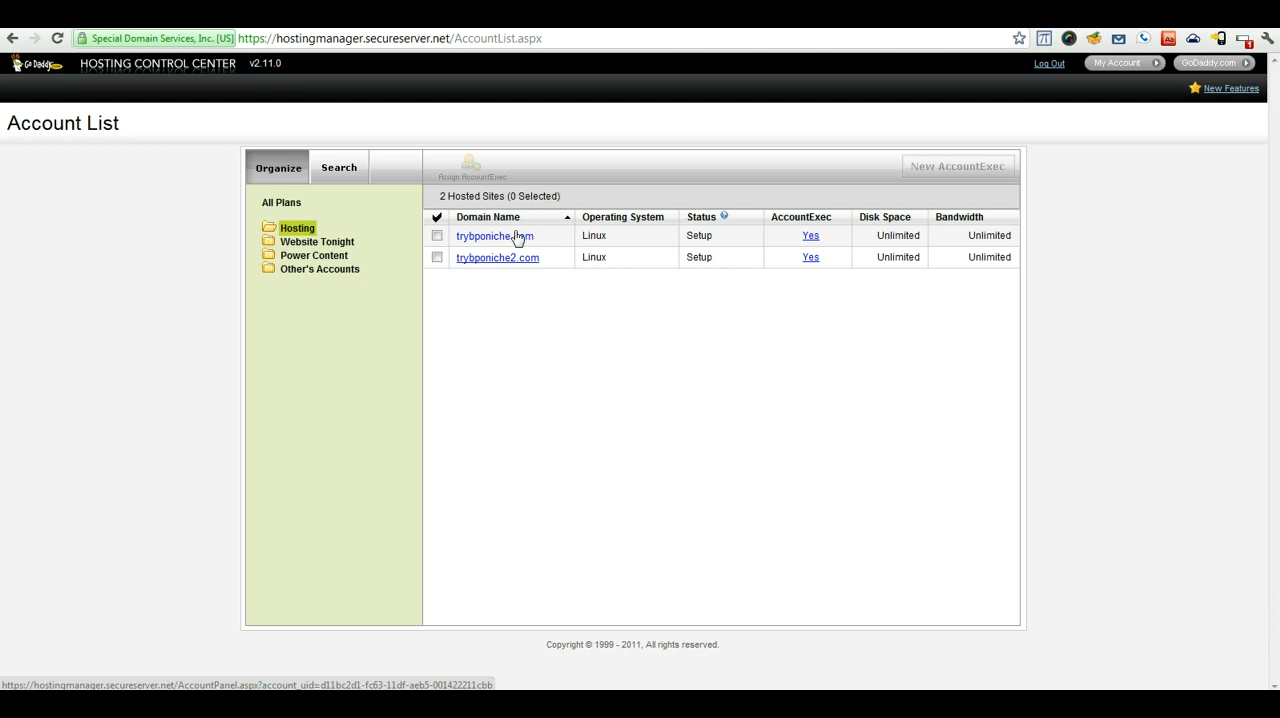 Special Domain Services, Inc. [US] https://hostingmanager.secureserver.net/AccountList.aspx
Go Daddy.com HOSTING CONTROL CENTER v2.11.0 Log Out My Account GoDaddy.com
New Features
Account List
Organize Search Assign AccountExec New AccountExec
2 Hosted Sites (0 Selected)
All Plans
Hosting
Website Tonight
Power Content
Other's Accounts
Domain Name Operating System Status AccountExec Disk Space Bandwidth
Linux Setup Yes Unlimited Unlimited
trybponiche2.com Linux Setup Yes Unlimited Unlimited
Copyright © 1999 - 2011, All rights reserved.
https://hostingmanager.secureserver.net/AccountPanel.aspx?account_uid=d11bc2d1-fc63-11df-aeb5-001422211cbb